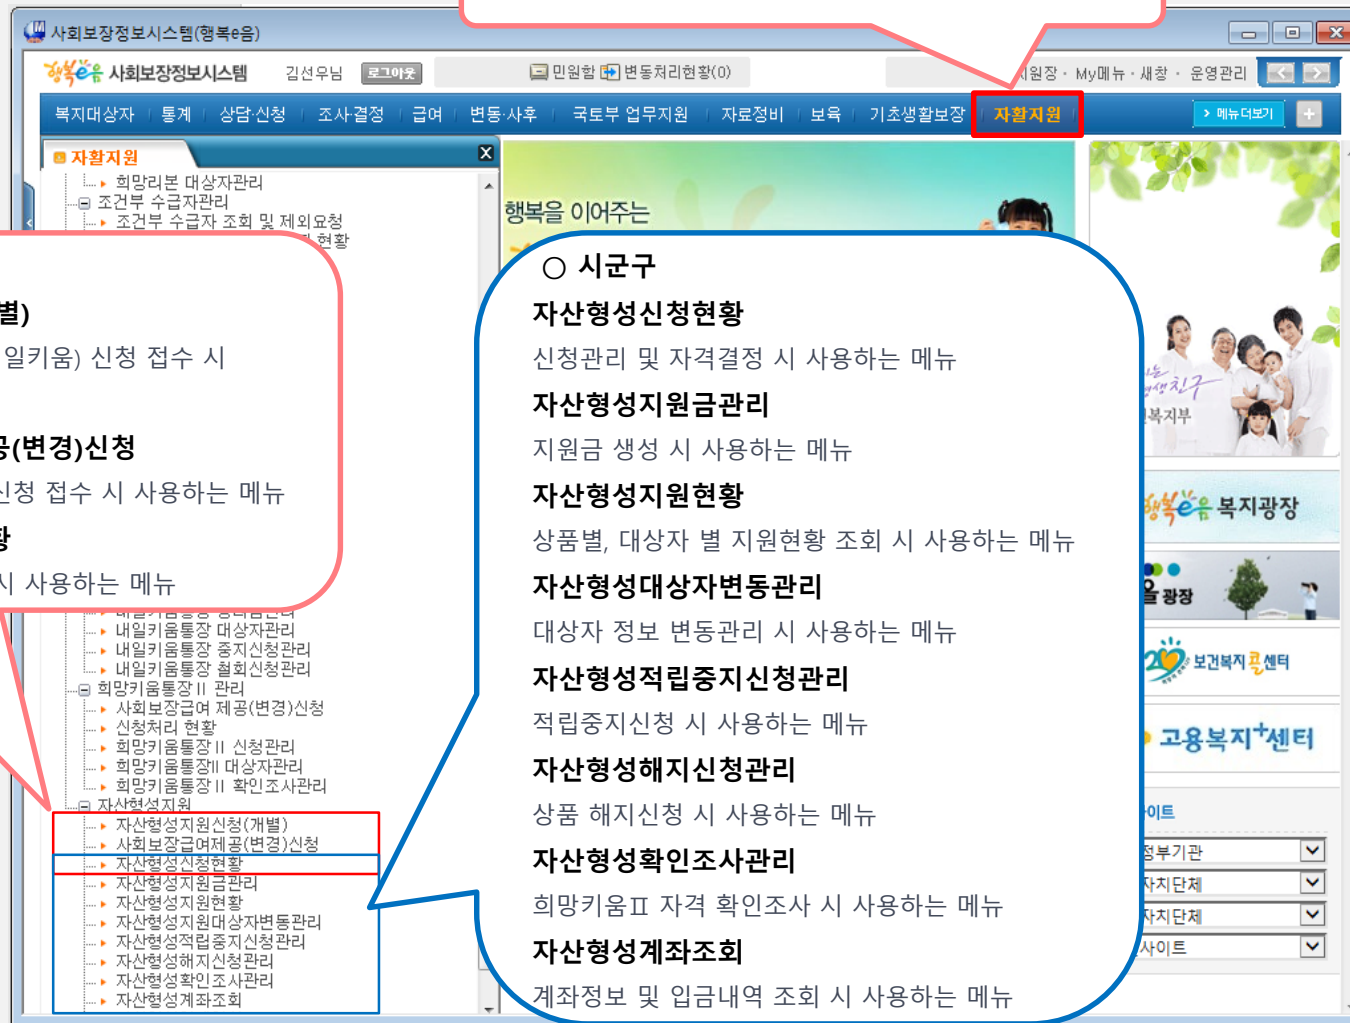 사회보장정보시스템(행복e음)
행복e음 사회보장정보시스템 김선우님 로그아웃 민원함 변동처리현황(0) 원장 · My메뉴 · 새창 · 운영관리
복지대상자 통계 상담·신청 조사·결정 급여 변동·사후 국토부 업무지원 자료정비 보육 기초생활보장 자활지원 > 메뉴더보기 +
자활지원 X
희망리본 대상자관리
조건부 수급자관리
조건부 수급자 조회 및 제외요청
현황
행복을 이어주는
별)
일키움) 신청 접수 시
(변경)신청
신청 접수 시 사용하는 메뉴
황
시 사용하는 메뉴
내일키움통장 대상자관리
내일키움통장 중지신청관리
내일키움통장 철회신청관리
희망키움통장Ⅱ 관리
사회보장급여 제공(변경)신청
신청처리 현황
희망키움통장Ⅱ 신청관리
희망키움통장Ⅱ 대상자관리
희망키움통장Ⅱ 확인조사관리
자산형성지원
자산형성지원신청(개별)
사회보장급여제공(변경)신청
자산형성신청현황
자산형성지원금관리
자산형성지원현황
자산형성지원대상자변동관리
자산형성적립중지신청관리
자산형성해지신청관리
자산형성확인조사관리
자산형성계좌조회
○ 시군구
자산형성신청현황
신청관리 및 자격결정 시 사용하는 메뉴
자산형성지원금관리
지원금 생성 시 사용하는 메뉴
자산형성지원현황
상품별, 대상자 별 지원현황 조회 시 사용하는 메뉴
자산형성대상자변동관리
대상자 정보 변동관리 시 사용하는 메뉴
자산형성적립중지신청관리
적립중지신청 시 사용하는 메뉴
자산형성해지신청관리
상품 해지신청 시 사용하는 메뉴
자산형성확인조사관리
희망키움Ⅱ 자격 확인조사 시 사용하는 메뉴
자산형성계좌조회
계좌정보 및 입금내역 조회 시 사용하는 메뉴
생친구
복지부
행복e음 복지광장
광장
보건복지콜센터
고용복지+센터
이트
정부기관
자치단체
자치단체
사이트